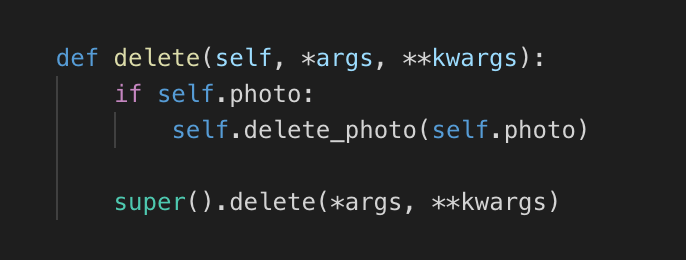 def delete(self, *args, **kwargs):
    if self.photo:
        self.delete_photo(self.photo)

    super().delete(*args, **kwargs)